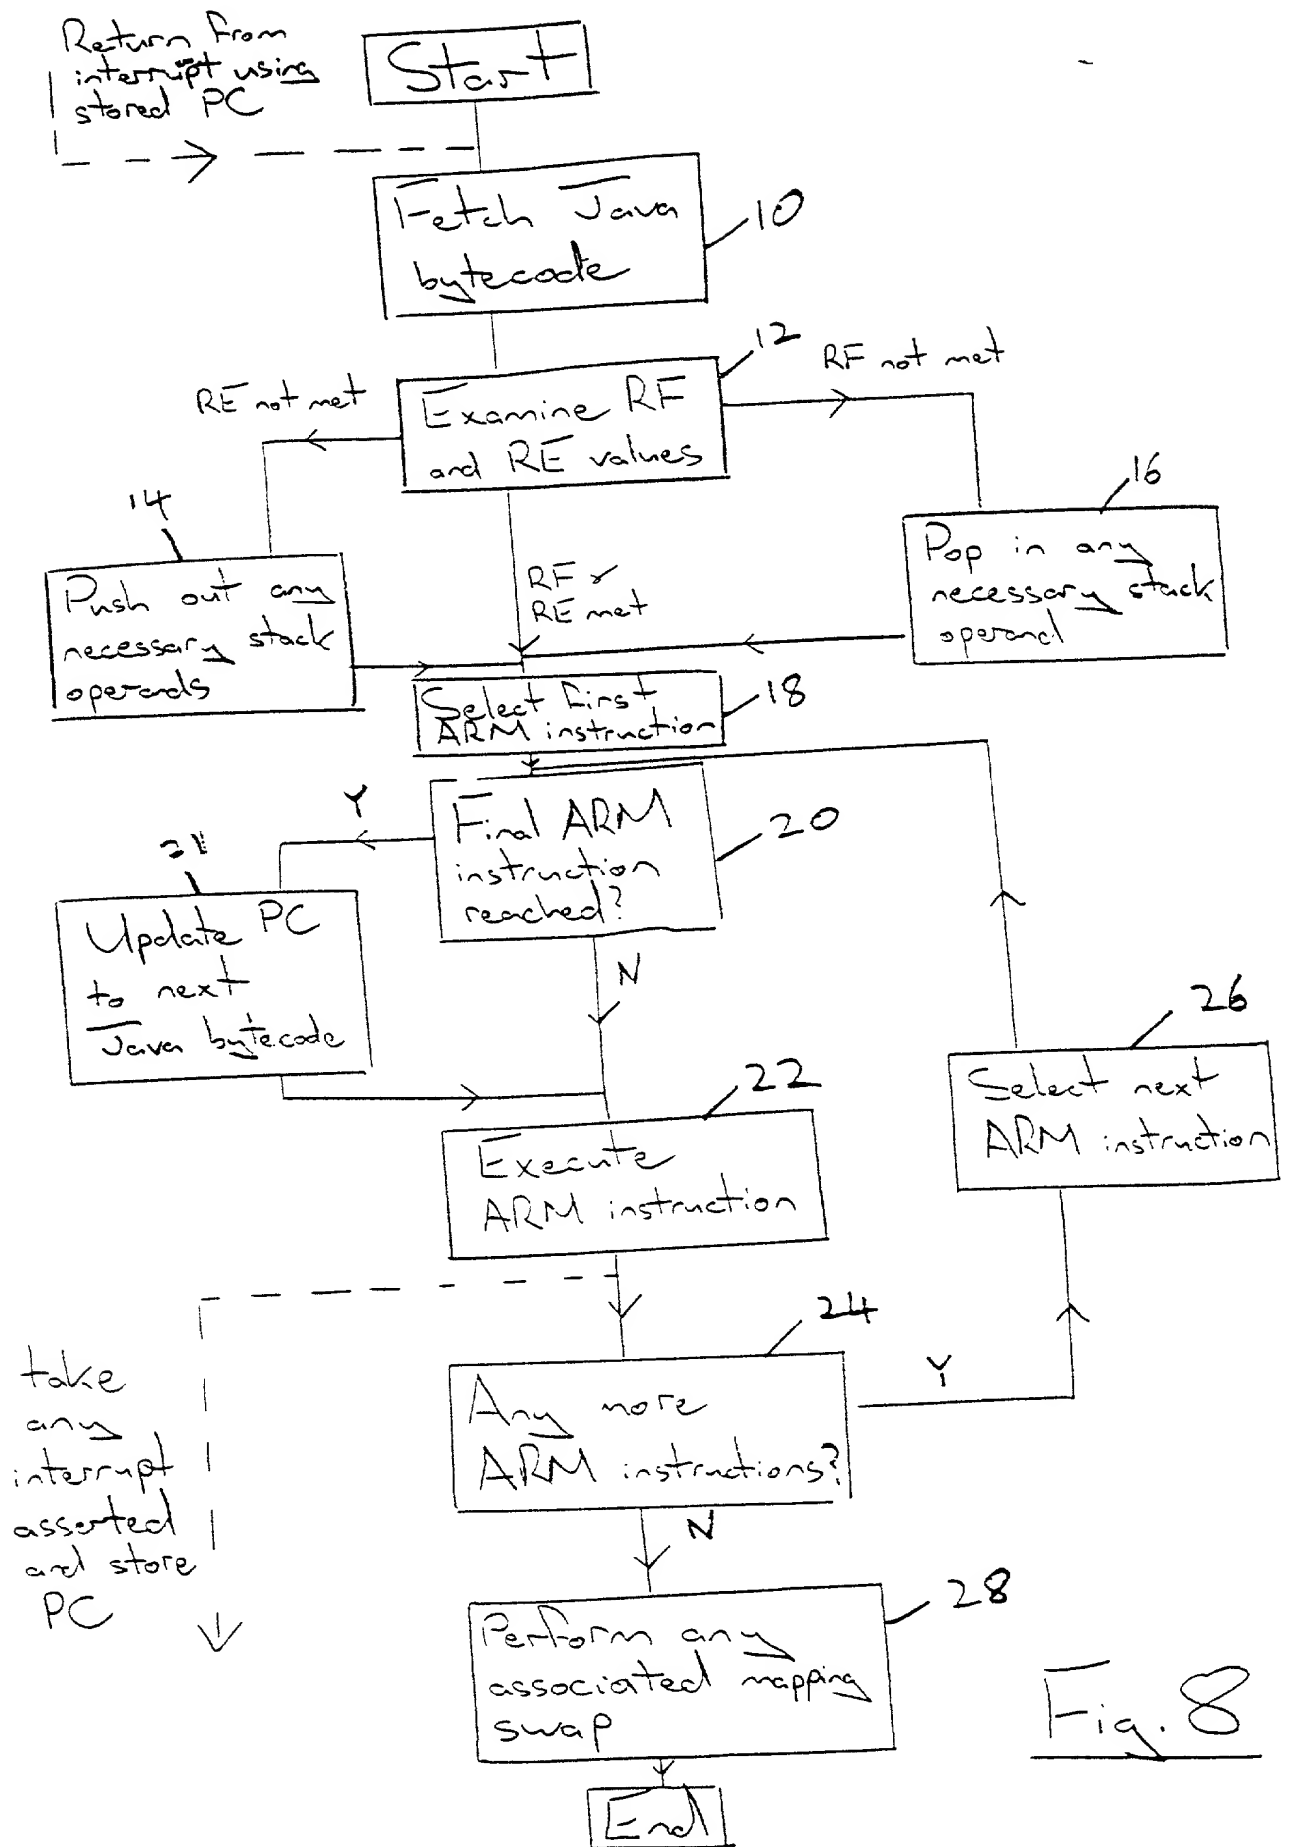 Return from
interrupt using
stored PC
Start
Fetch Java
bytecode
10
12
RE not met
RF not met
Examine RF
and RE values
14
16
Push out any
necessary stack
operands
RF &
RE met
Pop in any
necessary stack
operand
Select first
ARM instruction
18
Y
Final ARM
instruction
reached?
20
21
Update PC
to next
Java bytecode
N
26
Select next
ARM instruction
22
Execute
ARM instruction
24
take
any
interrupt
asserted
and store
PC
Any more
ARM instructions?
Y
N
28
Perform any
associated mapping
swap
Fig. 8
End